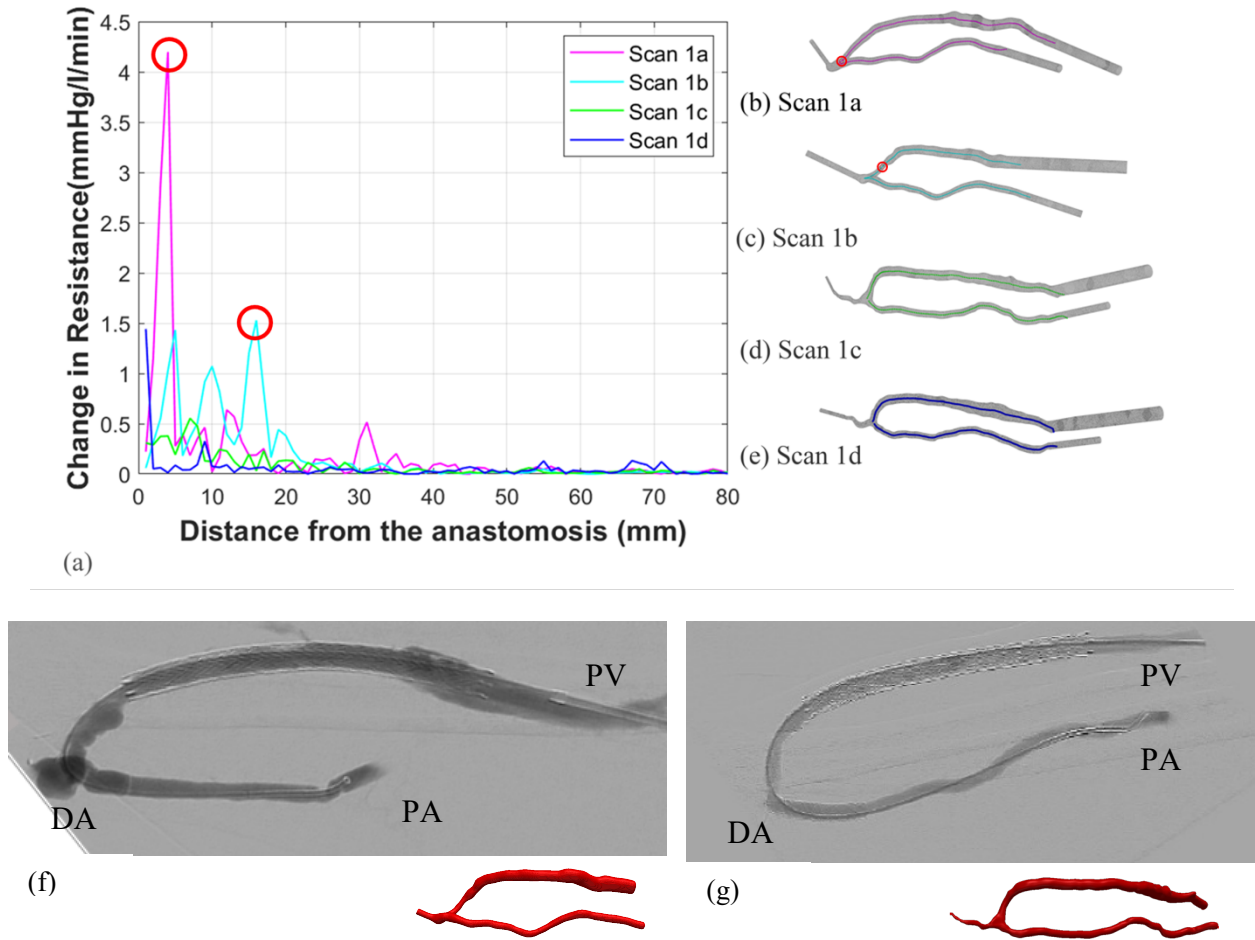 Change in Resistance(mmHg/l/min)
4.5
4
3.5
3
2.5
2
1.5
1
0.5
0
0 10 20 30 40 50 60 70 80
Distance from the anastomosis (mm)
Scan 1a
Scan 1b
Scan 1c
Scan 1d
(a)
(b) Scan 1a
(c) Scan 1b
(d) Scan 1c
(e) Scan 1d
PV
DA
PA
(f)
PV
PA
DA
(g)